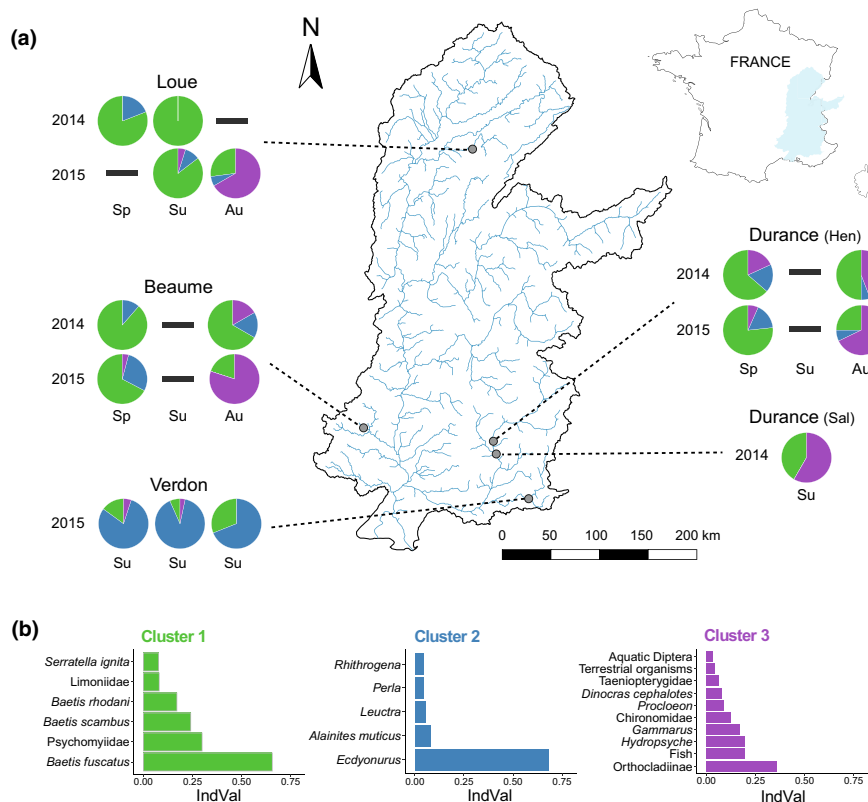 (a)
N
FRANCE
Loue
2014
2015
Sp Su Au
Beaume
2014
2015
Sp Su Au
Verdon
2015
Su Su Su
Durance (Hen)
2014
2015
Sp Su Au
Durance (Sal)
2014
Su
0 50 100 150 200 km
(b)
Cluster 1
Serratella ignita
Limoniidae
Baetis rhodani
Baetis scambus
Psychomyiidae
Baetis fuscatus
0.00 0.25 0.50 0.75
IndVal
Cluster 2
Rhithrogena
Perla
Leuctra
Alainites muticus
Ecdyonurus
0.00 0.25 0.50 0.75
IndVal
Cluster 3
Aquatic Diptera
Terrestrial organisms
Taeniopterygidae
Dinocras cephalotes
Procloeon
Chironomidae
Gammarus
Hydropsyche
Fish
Orthocladiinae
0.00 0.25 0.50 0.75
IndVal